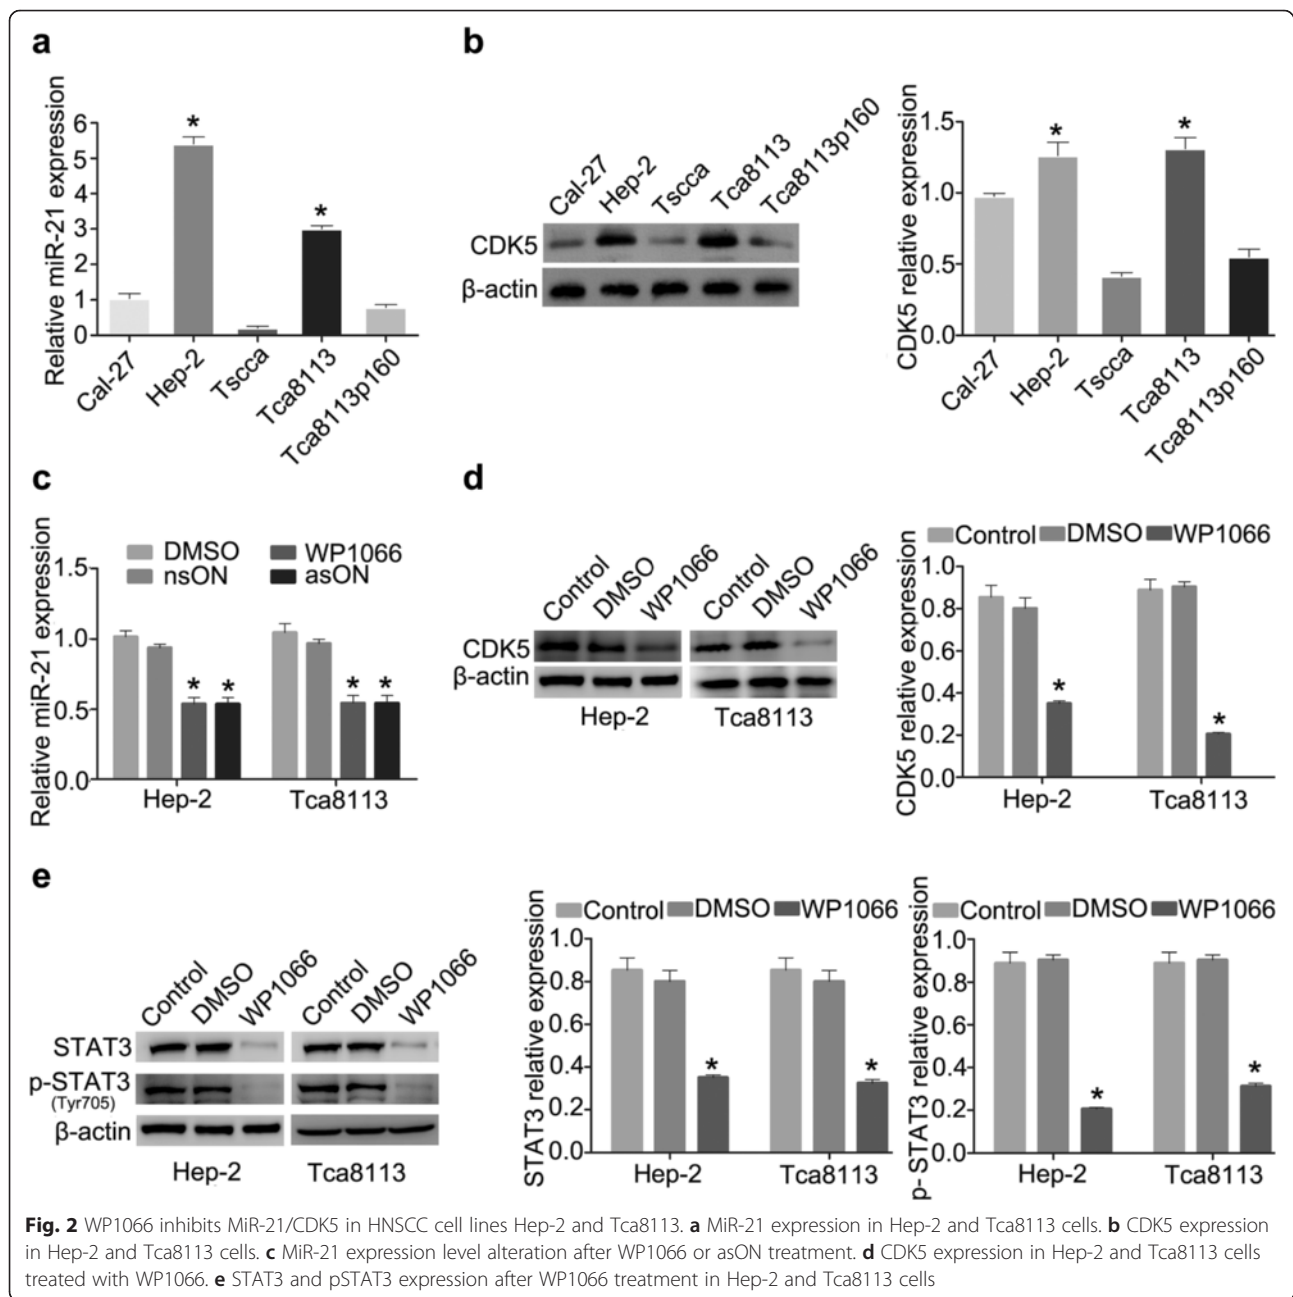 a
Relative miR-21 expression
6
5
4
3
2
1
0
*
*
Cal-27
Hep-2
Tscca
Tca8113
Tca8113p160
b
Cal-27
Hep-2
Tscca
Tca8113
Tca8113p160
CDK5
β-actin
CDK5 relative expression
1.5
1.0
0.5
0.0
*
*
Cal-27
Hep-2
Tscca
Tca8113
Tca8113p160
c
Relative miR-21 expression
DMSO
WP1066
nsON
asON
1.5
1.0
0.5
0.0
* *
* *
Hep-2
Tca8113
d
Control
DMSO
WP1066
Control
DMSO
WP1066
CDK5
β-actin
Hep-2
Tca8113
Control DMSO WP1066
CDK5 relative expression
1.0
0.8
0.6
0.4
0.2
0.0
*
*
Hep-2
Tca8113
e
Control
DMSO
WP1066
Control
DMSO
WP1066
STAT3
p-STAT3
(Tyr705)
β-actin
Hep-2
Tca8113
Control DMSO WP1066
STAT3 relative expression
1.0
0.8
0.6
0.4
0.2
0.0
*
*
Hep-2
Tca8113
Control DMSO WP1066
p- STAT3 relative expression
1.0
0.8
0.6
0.4
0.2
0.0
*
*
Hep-2
Tca8113
Fig. 2 WP1066 inhibits MiR-21/CDK5 in HNSCC cell lines Hep-2 and Tca8113. a MiR-21 expression in Hep-2 and Tca8113 cells. b CDK5 expression
in Hep-2 and Tca8113 cells. c MiR-21 expression level alteration after WP1066 or asON treatment. d CDK5 expression in Hep-2 and Tca8113 cells
treated with WP1066. e STAT3 and pSTAT3 expression after WP1066 treatment in Hep-2 and Tca8113 cells